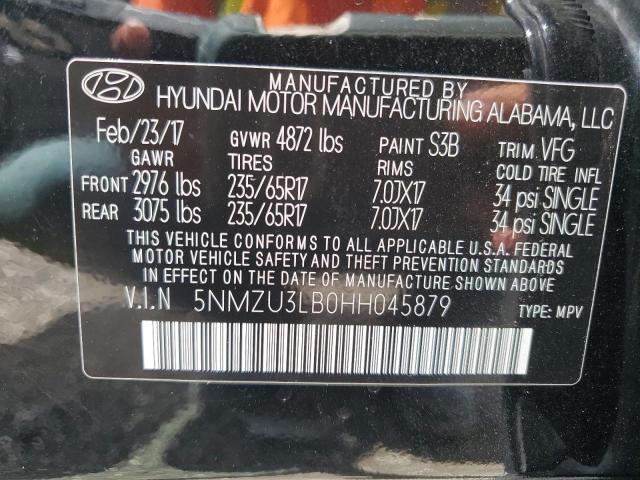 MANUFACTURED BY
HYUNDAI MOTOR MANUFACTURING ALABAMA, LLC
Feb/23/17 GVWR 4872 lbs PAINT S3B TRIM VFG
GAWR TIRES RIMS COLD TIRE INFL
FRONT 2976 lbs 235/65R17 7.0JX17 34 psi SINGLE
REAR 3075 lbs 235/65R17 7.0JX17 34 psi SINGLE
THIS VEHICLE CONFORMS TO ALL APPLICABLE U.S.A. FEDERAL
MOTOR VEHICLE SAFETY AND THEFT PREVENTION STANDARDS
IN EFFECT ON THE DATE OF MANUFACTURE SHOWN ABOVE.
V.I.N 5NMZU3LB0HH045879 TYPE: MPV